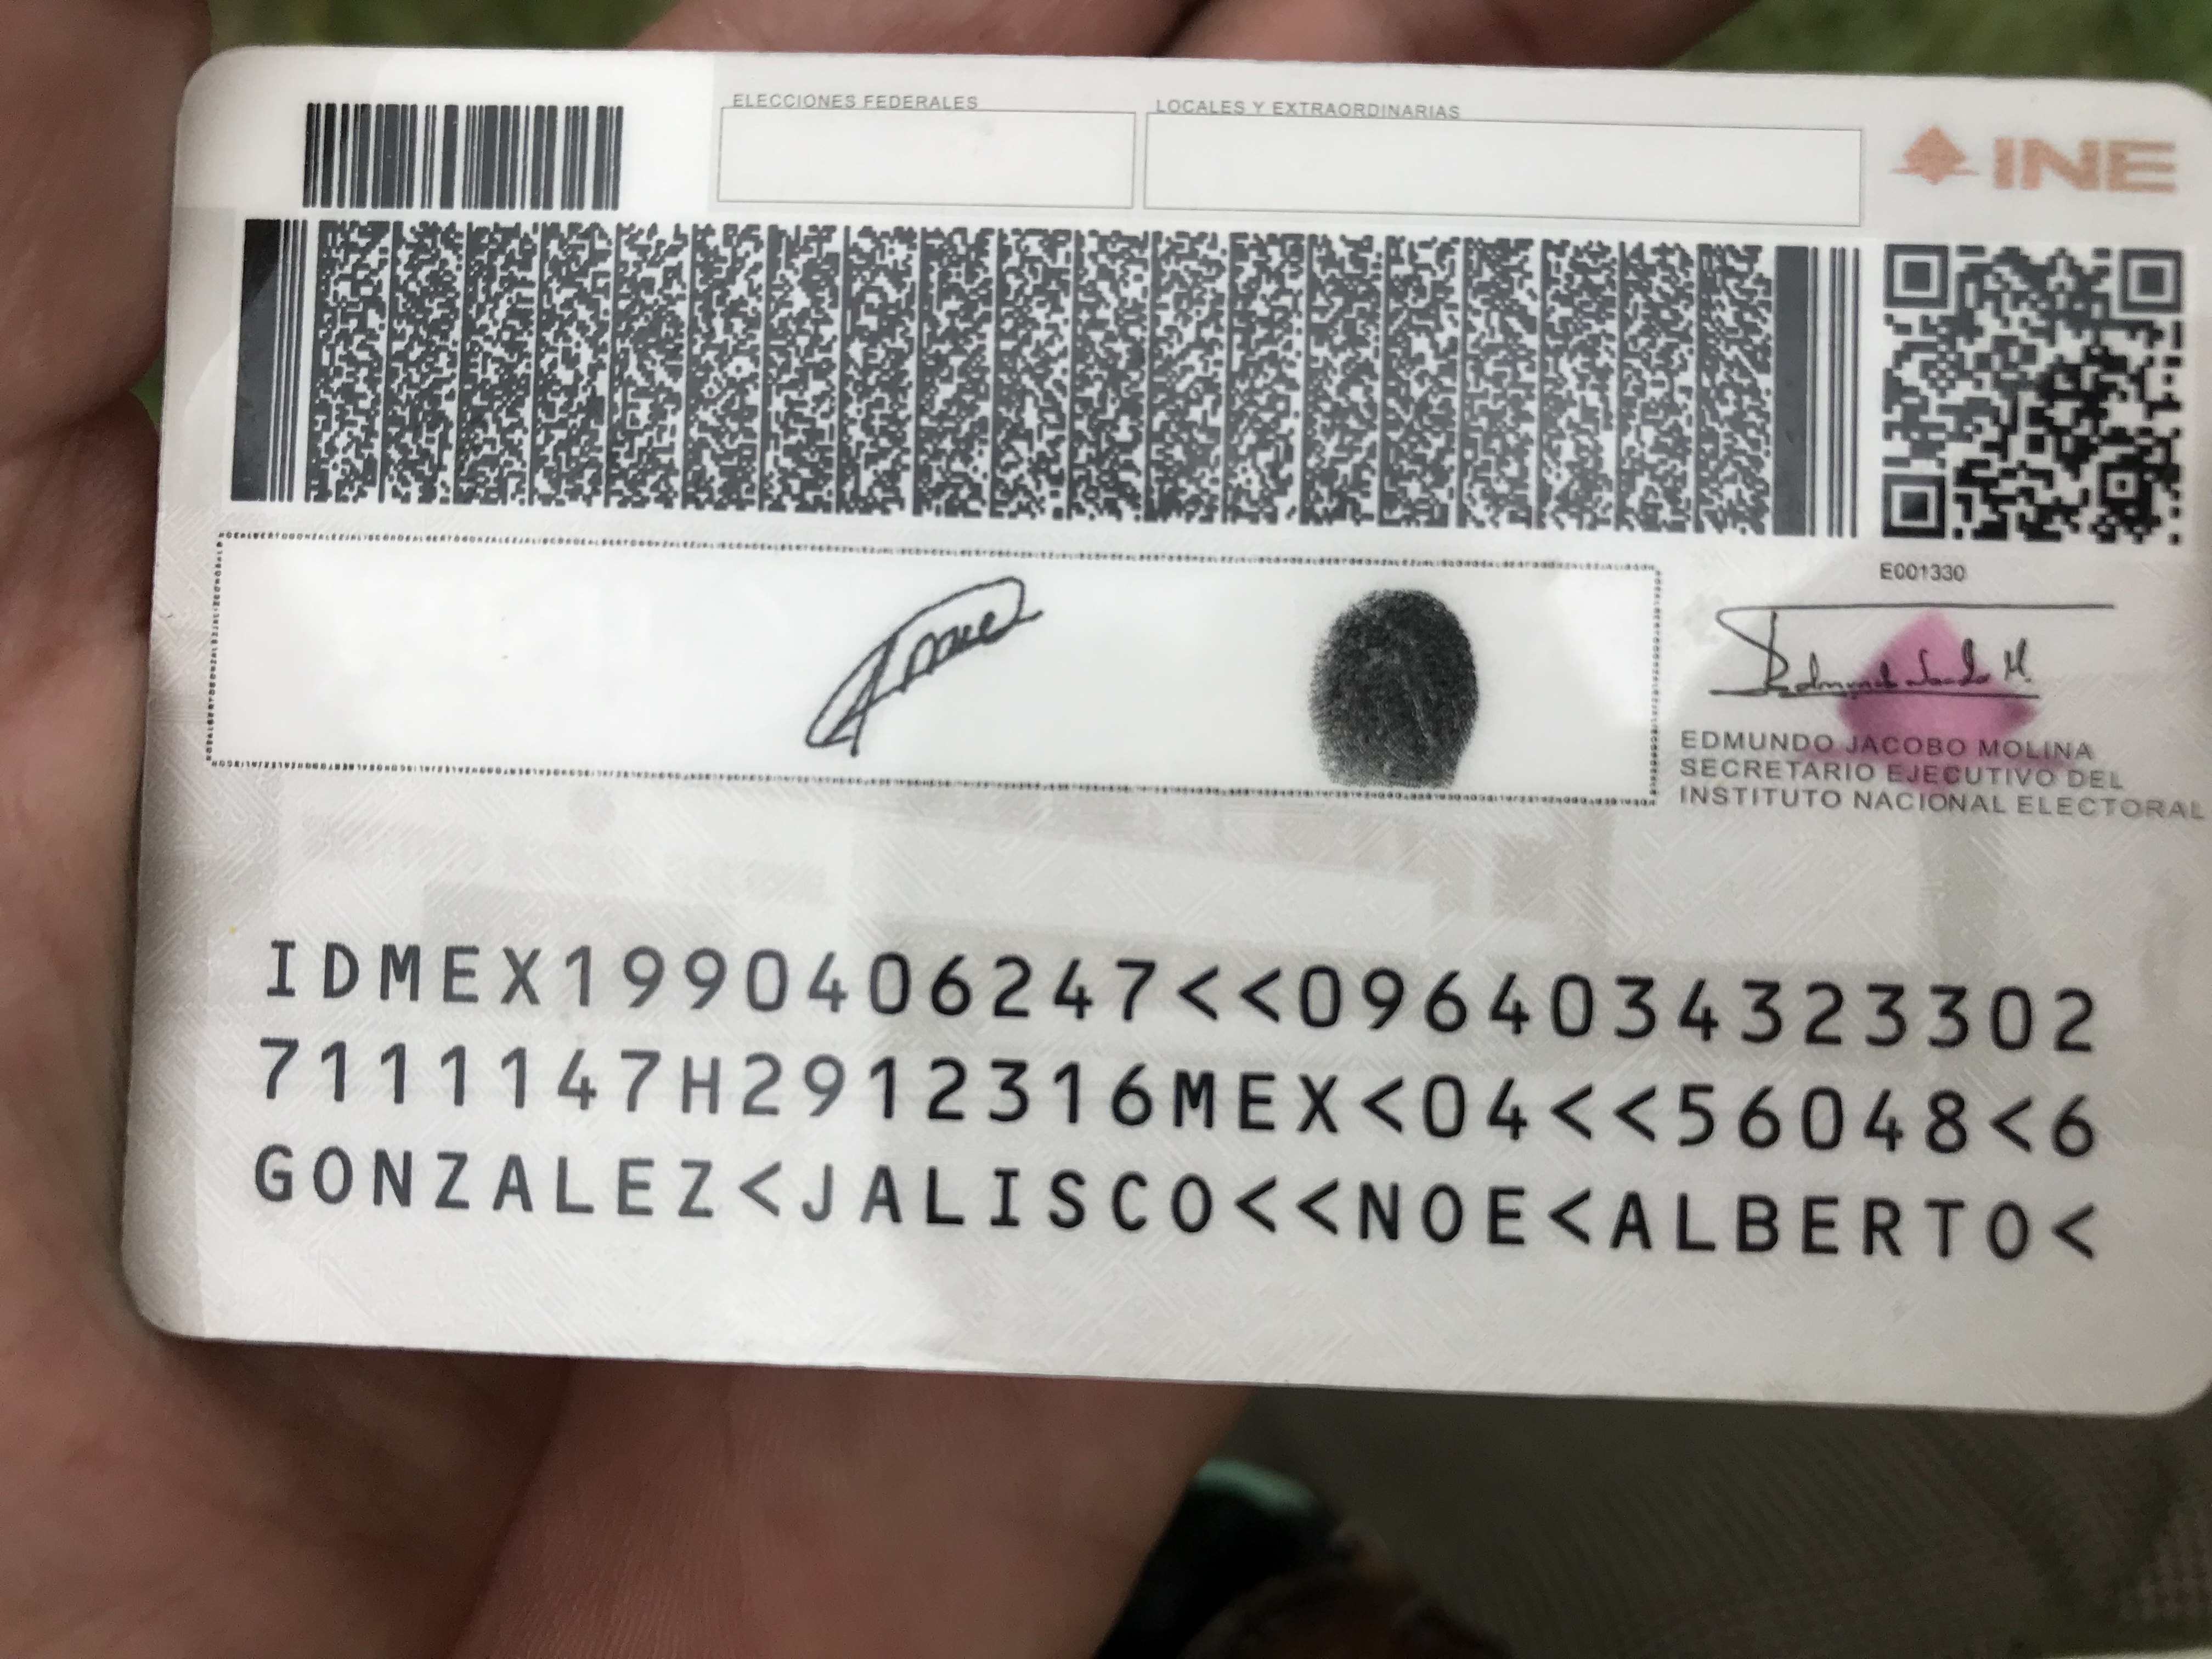 ELECCIONES FEDERALES
LOCALES Y EXTRAORDINARIAS
INE
E001330
EDMUNDO JACOBO MOLINA
SECRETARIO EJECUTIVO DEL
INSTITUTO NACIONAL ELECTORAL
IDMEX1990406247<<0964034323302
7111147H2912316MEX<04<<56048<6
GONZALEZ<JALISCO<<NOE<ALBERTO<